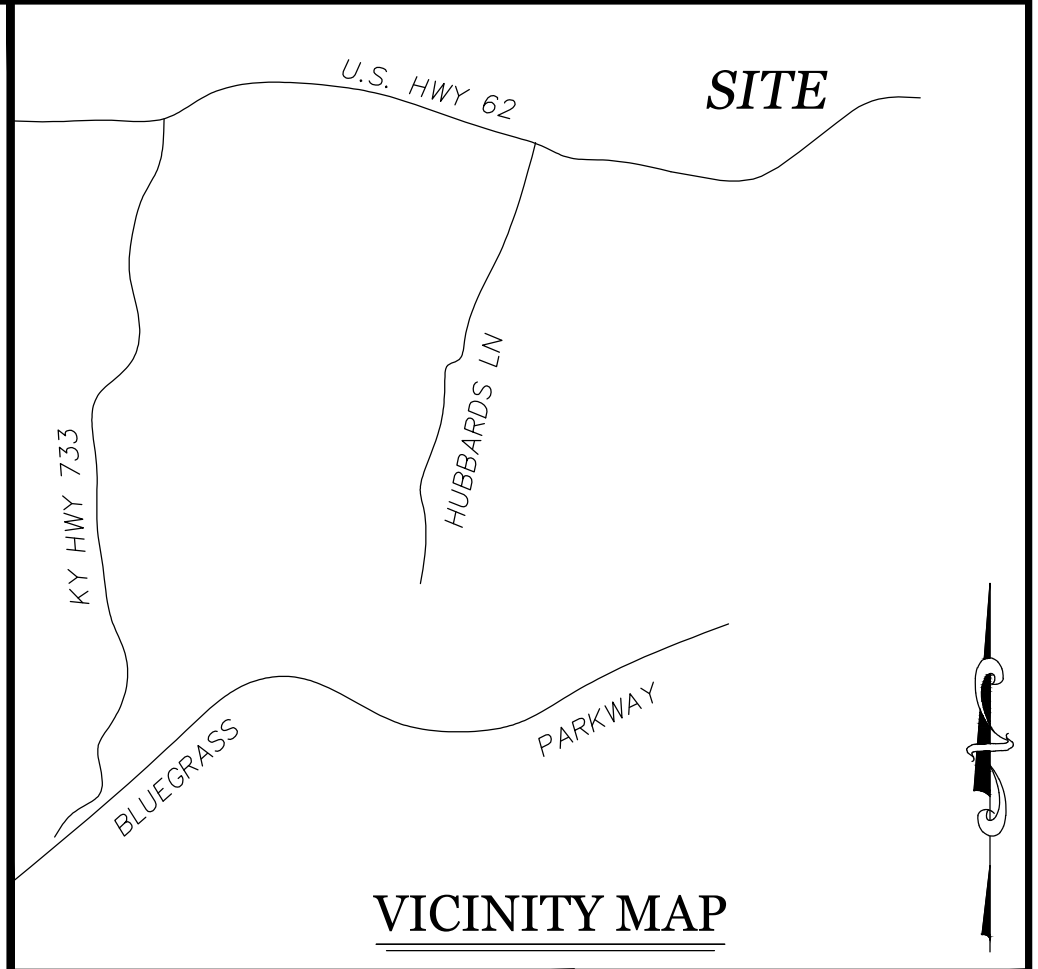 U.S. HWY 62
SITE
HUBBARDS LN
KY HWY 733
BLUEGRASS
PARKWAY
VICINITY MAP